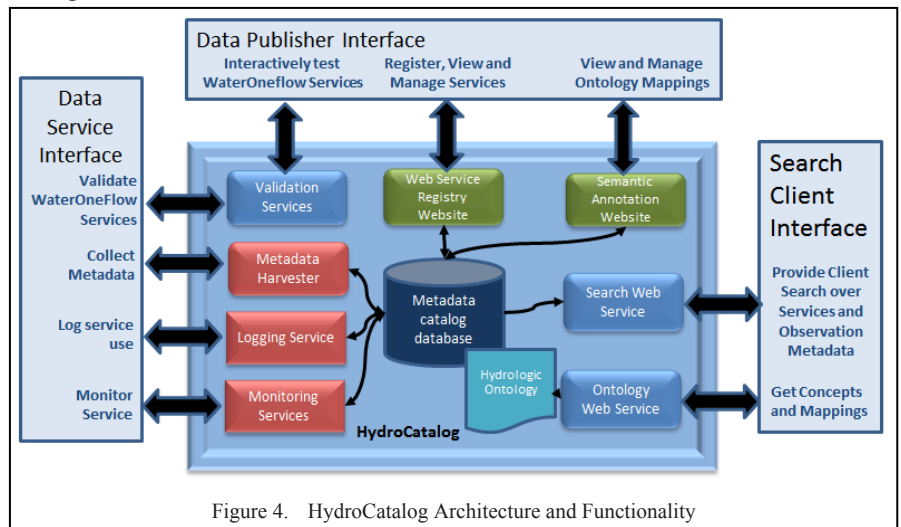 Data Publisher Interface
Interactively test
WaterOneflow Services
Register, View and
Manage Services
View and Manage
Ontology Mappings
Data
Service
Interface
Validate
WaterOneFlow
Services
Collect
Metadata
Log service
use
Monitor
Service
Validation
Services
Web Service
Registry
Website
Semantic
Annotation
Website
Metadata
Harvester
Logging Service
Monitoring
Services
Metadata
catalog
database
Search Web
Service
Hydrologic
Ontology
Ontology
Web Service
HydroCatalog
Search
Client
Interface
Provide Client
Search over
Services and
Observation
Metadata
Get Concepts
and Mappings
Figure 4. HydroCatalog Architecture and Functionality